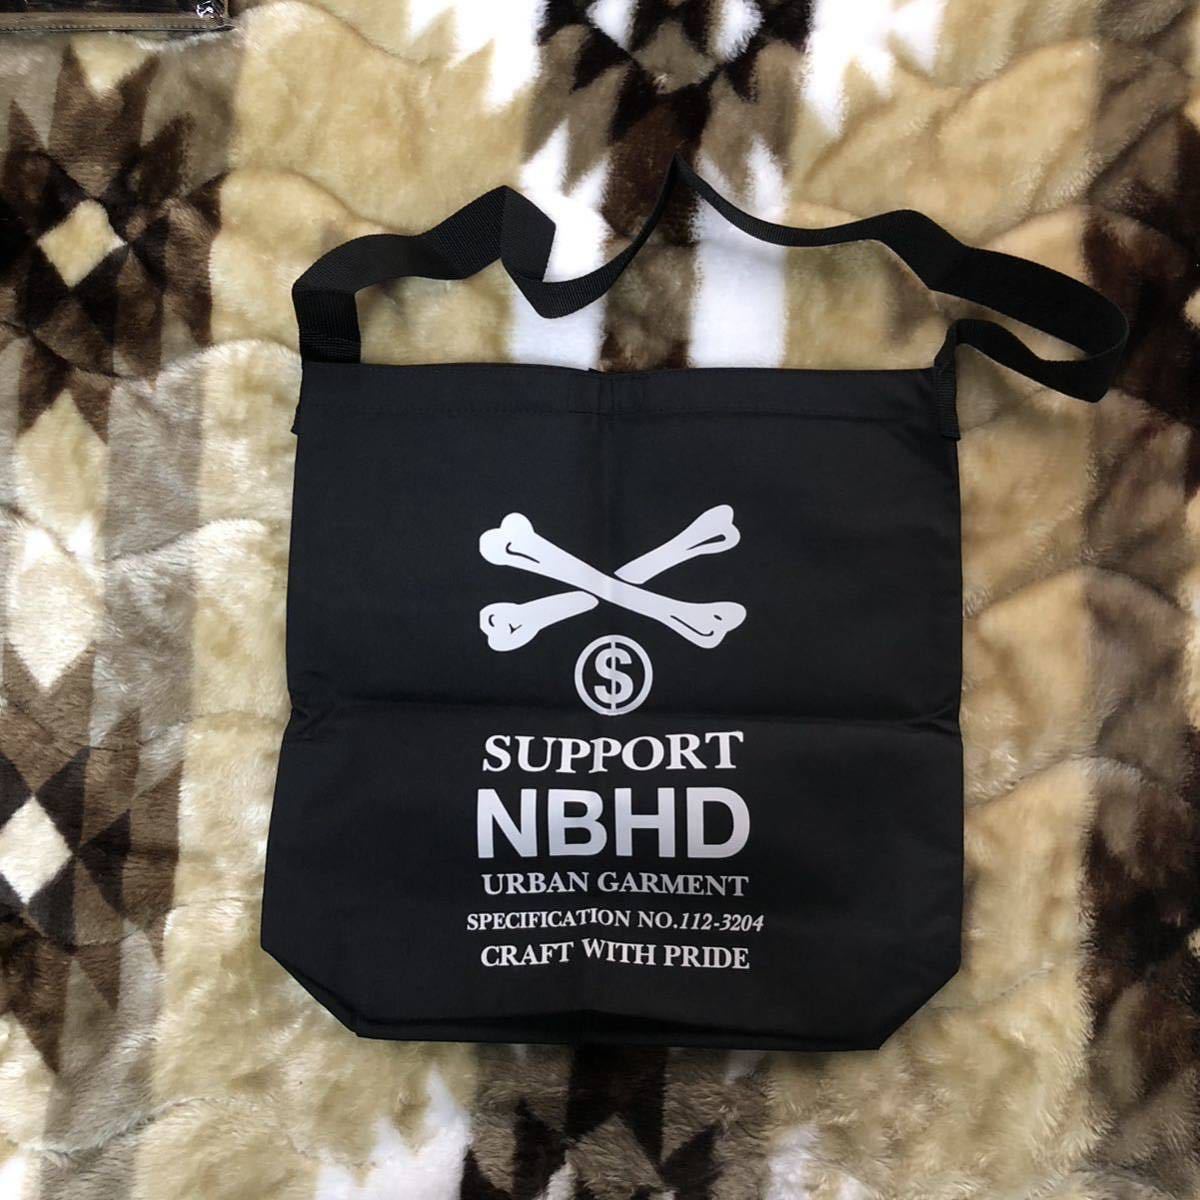 $
SUPPORT
NBHD
URBAN GARMENT
SPECIFICATION NO.112-3204
CRAFT WITH PRIDE